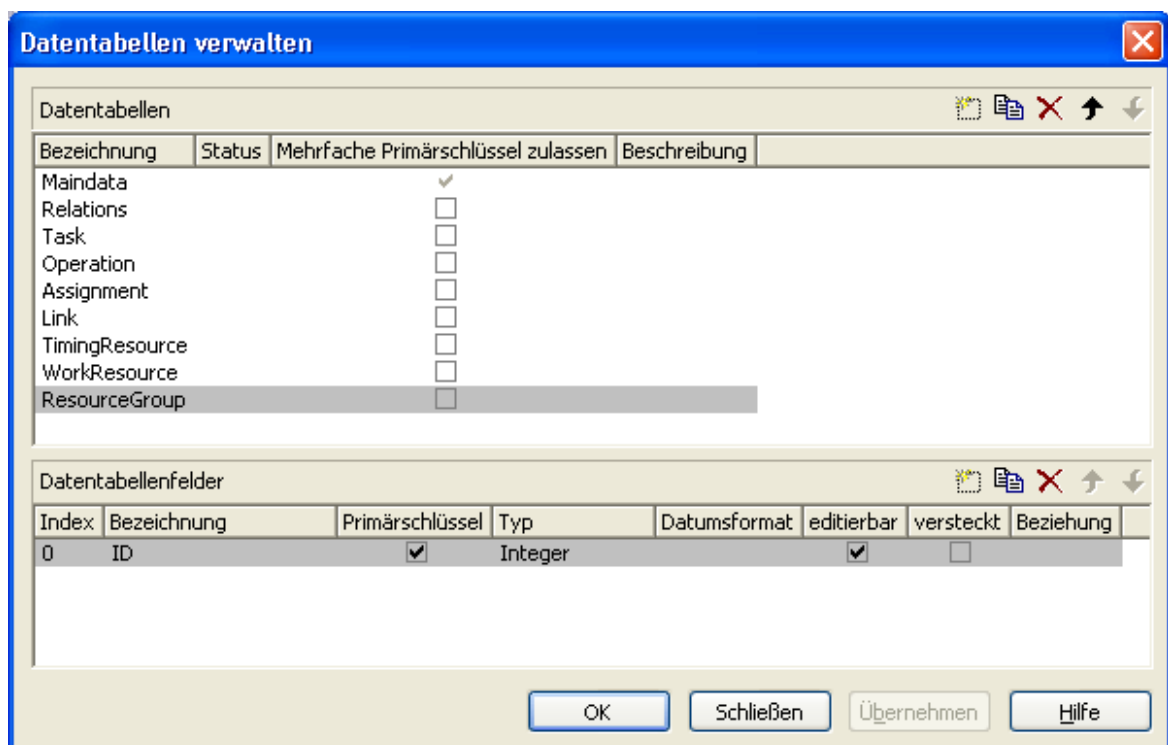 Datentabellen verwalten
Datentabellen
Bezeichnung Status Mehrfache Primärschlüssel zulassen Beschreibung
Maindata
Relations
Task
Operation
Assignment
Link
TimingResource
WorkResource
ResourceGroup
Datentabellenfelder
Index Bezeichnung Primärschlüssel Typ Datumsformat editierbar versteckt Beziehung
0 ID Integer
OK Schließen Übernehmen Hilfe